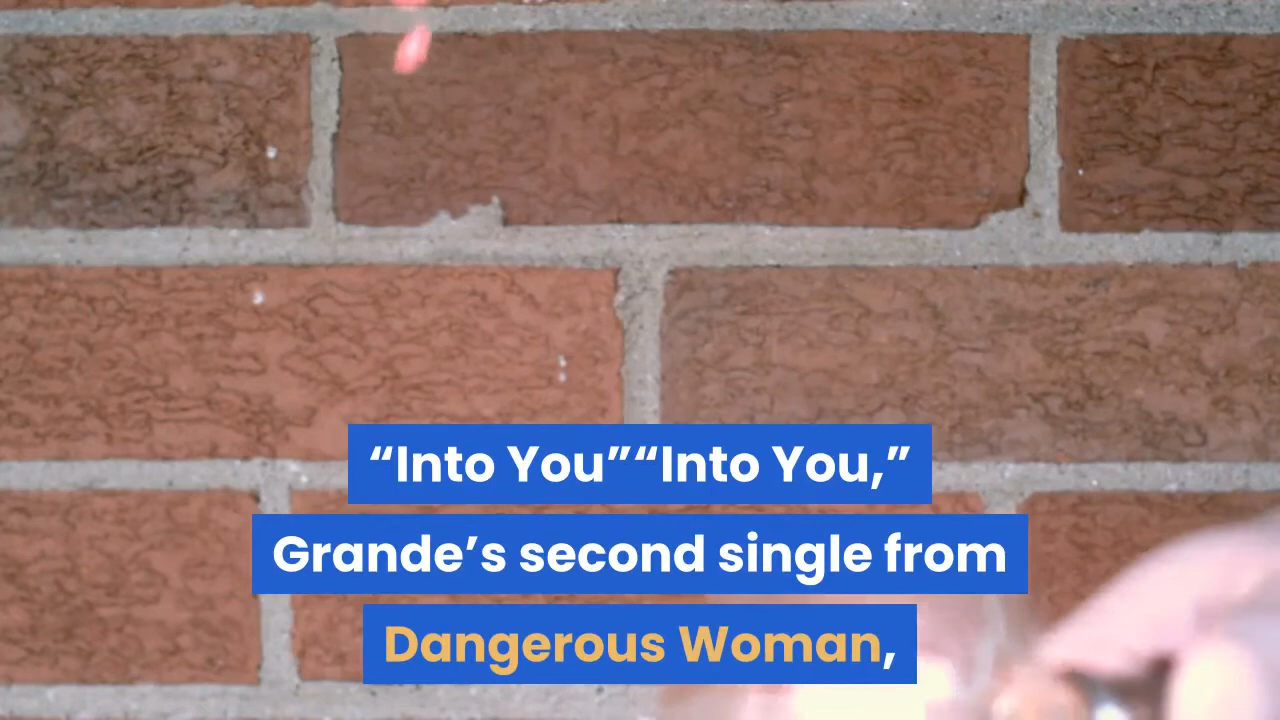 “Into You”“Into You,”
Grande’s second single from
Dangerous Woman,